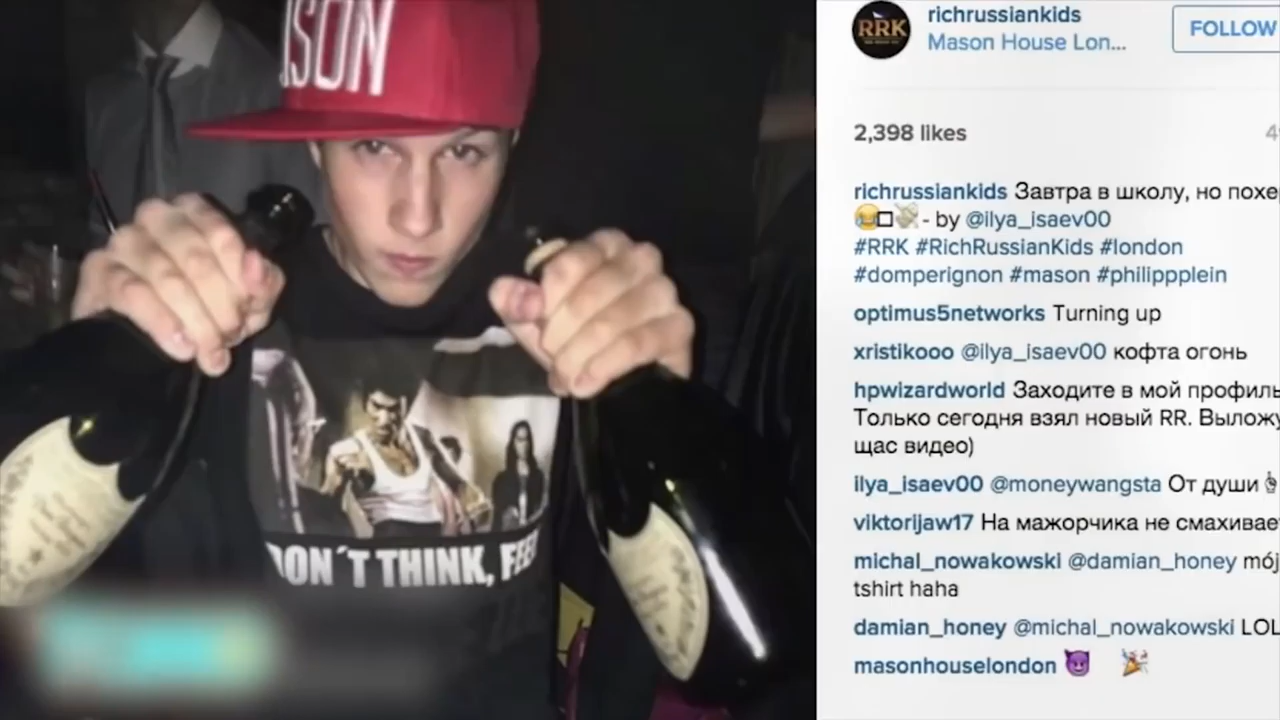 ISON
DON´T THINK, FEE
RRK
richrussiankids
Mason House Lon...
FOLLOW
2,398 likes
4
richrussiankids Завтра в школу, но похе
😂 💸 - by @ilya_isaev00
#RRK #RichRussianKids #london
#domperignon #mason #philippplein
optimus5networks Turning up
xristikooo @ilya_isaev00 кофта огонь
hpwizardworld Заходите в мой профиль
Только сегодня взял новый RR. Выложу
щас видео)
ilya_isaev00 @moneywangsta От души
viktorijaw17 На мажорчика не смахивае
michal_nowakowski @damian_honey mój
tshirt haha
damian_honey @michal_nowakowski LOL
masonhouselondon 😈 🎉